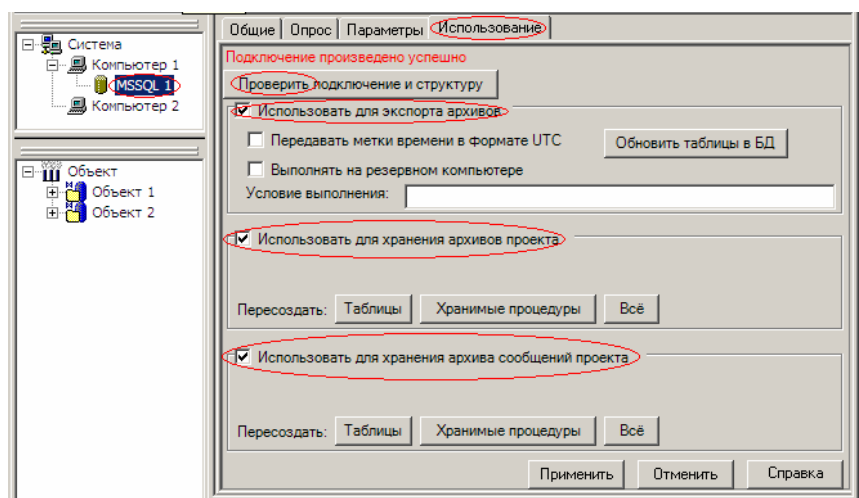 Система
Компьютер 1
MSSQL 1
Компьютер 2
Объект
Объект 1
Объект 2
Общие Опрос Параметры Использование
Подключение произведено успешно
Проверить подключение и структуру
Использовать для экспорта архивов
Передавать метки времени в формате UTC Обновить таблицы в БД
Выполнять на резервном компьютере
Условие выполнения:
Использовать для хранения архивов проекта
Пересоздать: Таблицы Хранимые процедуры Всё
Использовать для хранения архива сообщений проекта
Пересоздать: Таблицы Хранимые процедуры Всё
Применить Отменить Справка